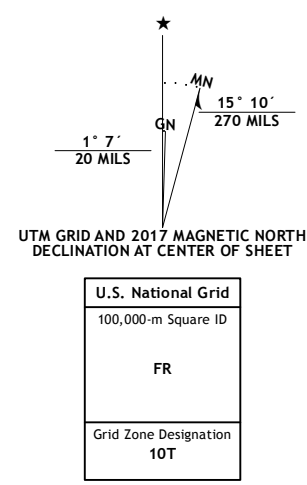 ★
MN
GN
15° 10´
270 MILS
1° 7´
20 MILS
UTM GRID AND 2017 MAGNETIC NORTH
DECLINATION AT CENTER OF SHEET
U.S. National Grid
100,000-m Square ID
FR
Grid Zone Designation
10T